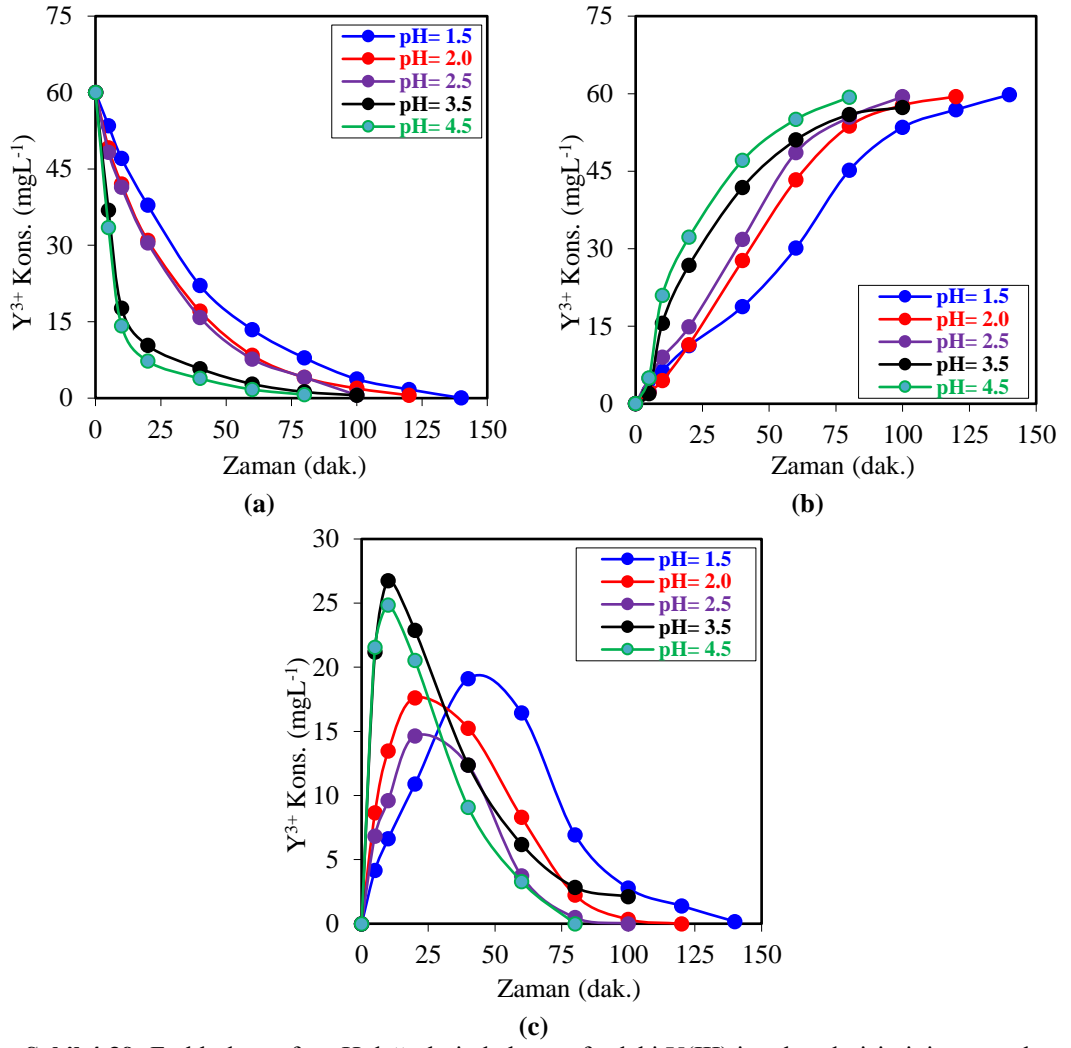 75
60
45
30
15
0
Y³⁺ Kons. (mgL⁻¹)
pH= 1.5
pH= 2.0
pH= 2.5
pH= 3.5
pH= 4.5
0 25 50 75 100 125 150
Zaman (dak.)
(a)
75
60
45
30
15
0
Y³⁺ Kons. (mgL⁻¹)
pH= 1.5
pH= 2.0
pH= 2.5
pH= 3.5
pH= 4.5
0 25 50 75 100 125 150
Zaman (dak.)
(b)
30
25
20
15
10
5
0
Y³⁺ Kons. (mgL⁻¹)
pH= 1.5
pH= 2.0
pH= 2.5
pH= 3.5
pH= 4.5
0 25 50 75 100 125 150
Zaman (dak.)
(c)